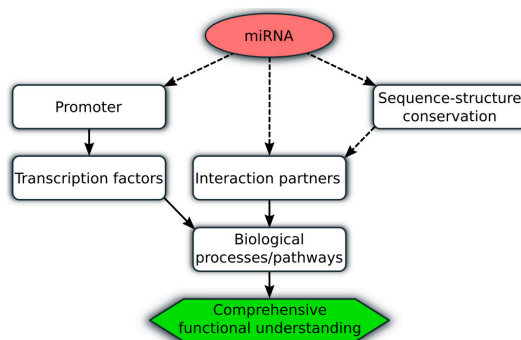 miRNA
Promoter
Sequence-structure
conservation
Transcription factors
Interaction partners
Biological
processes/pathways
Comprehensive
functional understanding